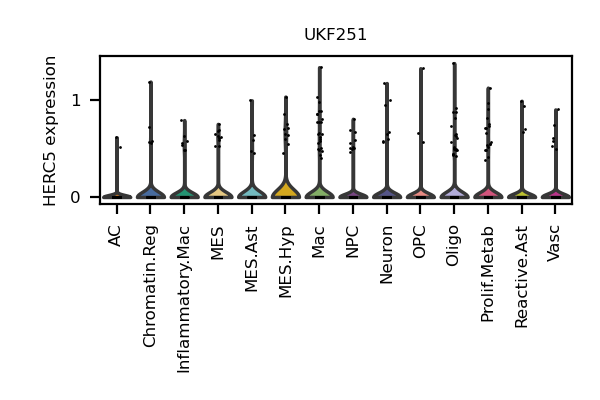 UKF251
HERC5 expression
1
0
AC
Chromatin.Reg
Inflammatory.Mac
MES
MES.Ast
MES.Hyp
Mac
NPC
Neuron
OPC
Oligo
Prolif.Metab
Reactive.Ast
Vasc